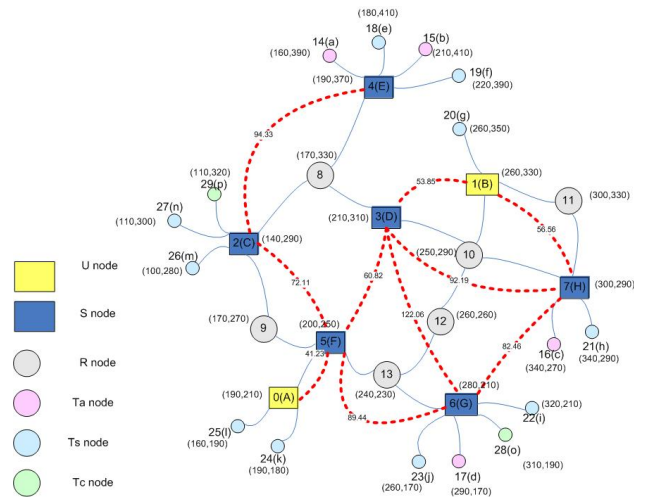 (180,410)
18(e)
14(a)
15(b)
(160,390)
(210,410)
19(f)
(190,370)
4(E)
(220,390)
20(g)
(260,350)
94.33
(170,330)
8
(110,320)
29(p)
(260,330)
1(B)
53.85
11
(300,330)
27(n)
(110,300)
3(D)
(210,310)
56.56
2(C)
(140,290)
(250,290)
10
26(m)
(100,280)
92.19
7(H)
(300,290)
U node
72.11
60.82
S node
(170,270)
9
(200,250)
122.06
12
(260,260)
5(F)
82.46
16(c)
(340,270)
21(h)
(340,290)
R node
41.23
13
(240,230)
(190,210)
0(A)
(280,210)
6(G)
Ta node
89.44
(320,210)
22(i)
25(l)
(160,190)
Ts node
24(k)
(190,180)
28(o)
(310,190)
23(j)
(260,170)
17(d)
(290,170)
Tc node